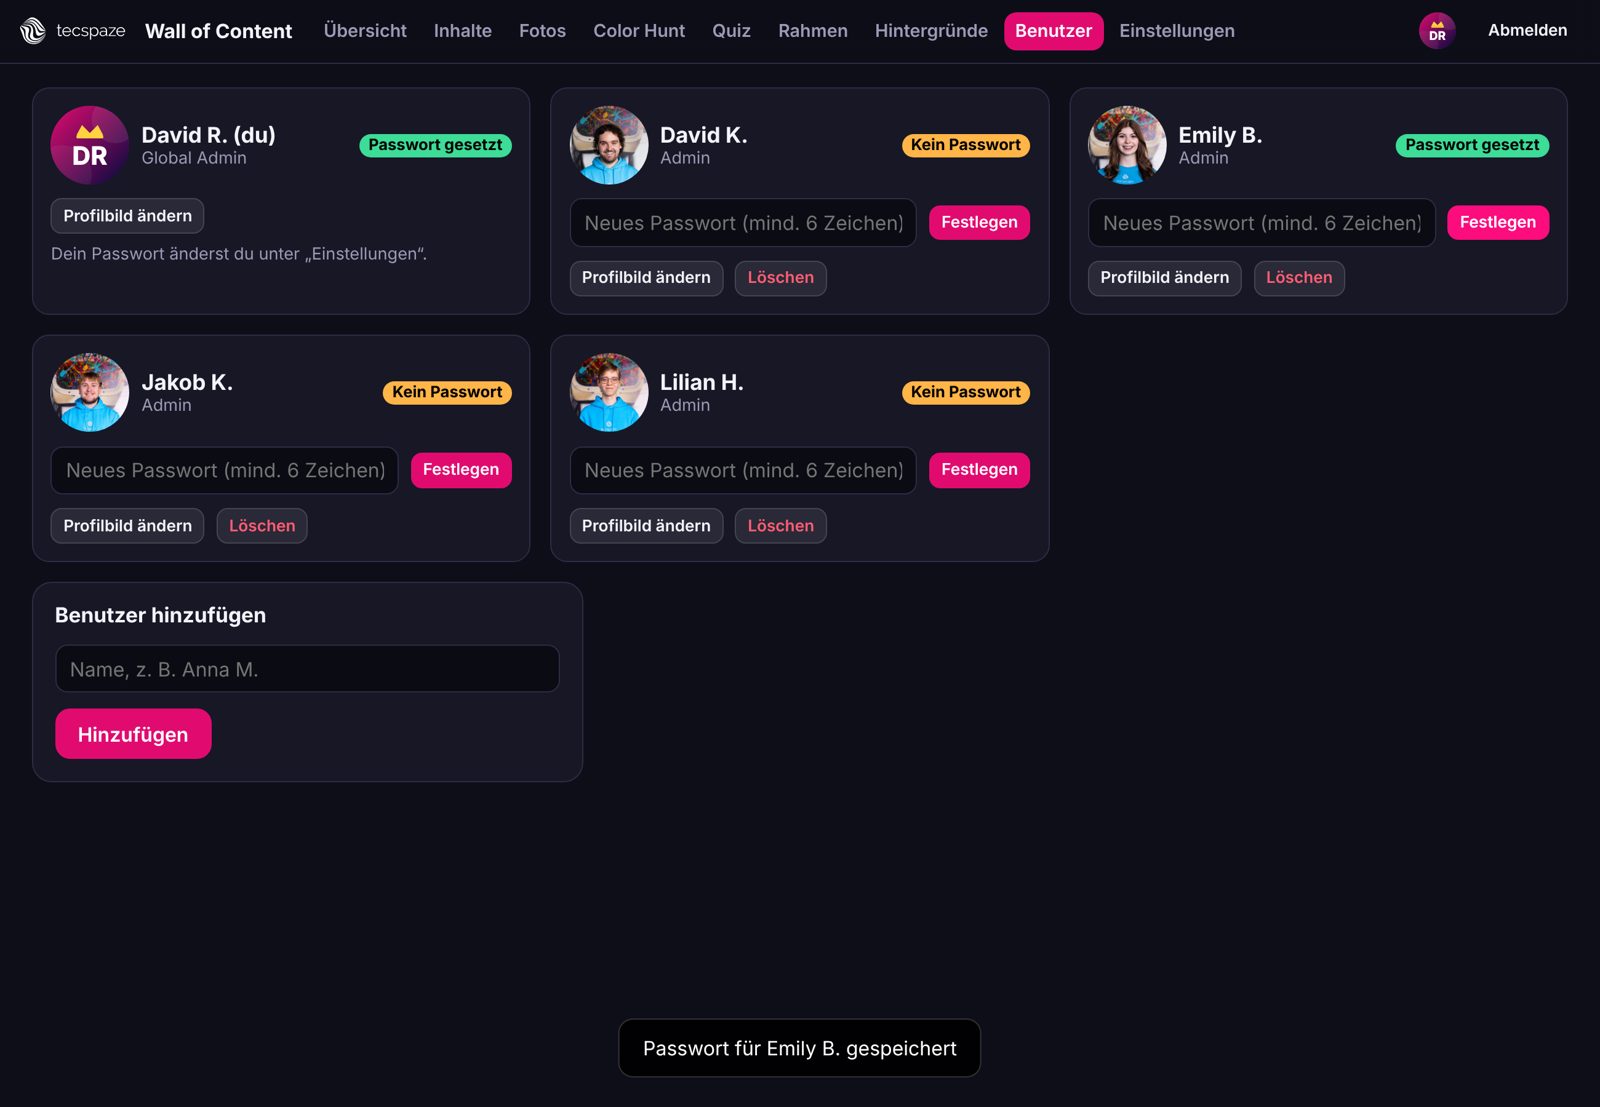 tecspaze Wall of Content Übersicht Inhalte Fotos Color Hunt Quiz Rahmen Hintergründe Benutzer Einstellungen DR Abmelden
DR David R. (du) Passwort gesetzt
Global Admin
Profilbild ändern
Dein Passwort änderst du unter „Einstellungen“.
David K. Kein Passwort
Admin
Neues Passwort (mind. 6 Zeichen) Festlegen
Profilbild ändern Löschen
Emily B. Passwort gesetzt
Admin
Neues Passwort (mind. 6 Zeichen) Festlegen
Profilbild ändern Löschen
Jakob K. Kein Passwort
Admin
Neues Passwort (mind. 6 Zeichen) Festlegen
Profilbild ändern Löschen
Lilian H. Kein Passwort
Admin
Neues Passwort (mind. 6 Zeichen) Festlegen
Profilbild ändern Löschen
Benutzer hinzufügen
Name, z. B. Anna M.
Hinzufügen
Passwort für Emily B. gespeichert